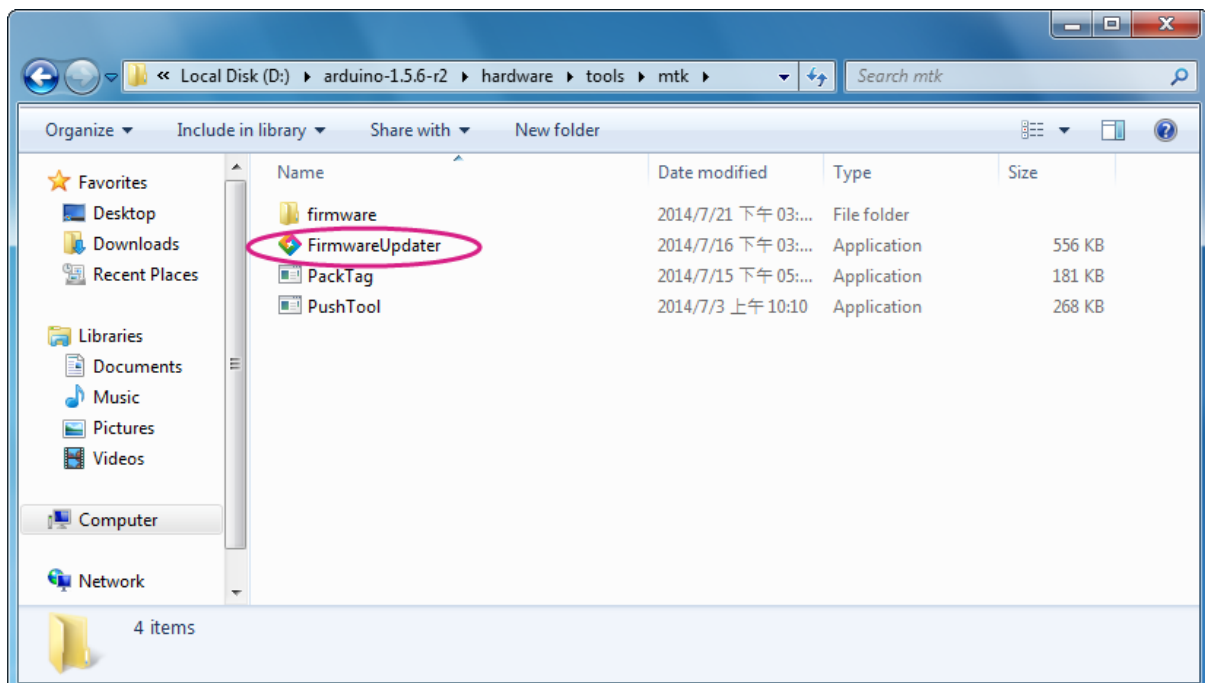 « Local Disk (D:) ▸ arduino-1.5.6-r2 ▸ hardware ▸ tools ▸ mtk ▸ Search mtk
Organize Include in library Share with New folder
Favorites
Desktop
Downloads
Recent Places
Libraries
Documents
Music
Pictures
Videos
Computer
Network
Name Date modified Type Size
firmware 2014/7/21 下午 03:... File folder
FirmwareUpdater 2014/7/16 下午 03:... Application 556 KB
PackTag 2014/7/15 下午 05:... Application 181 KB
PushTool 2014/7/3 上午 10:10 Application 268 KB
4 items